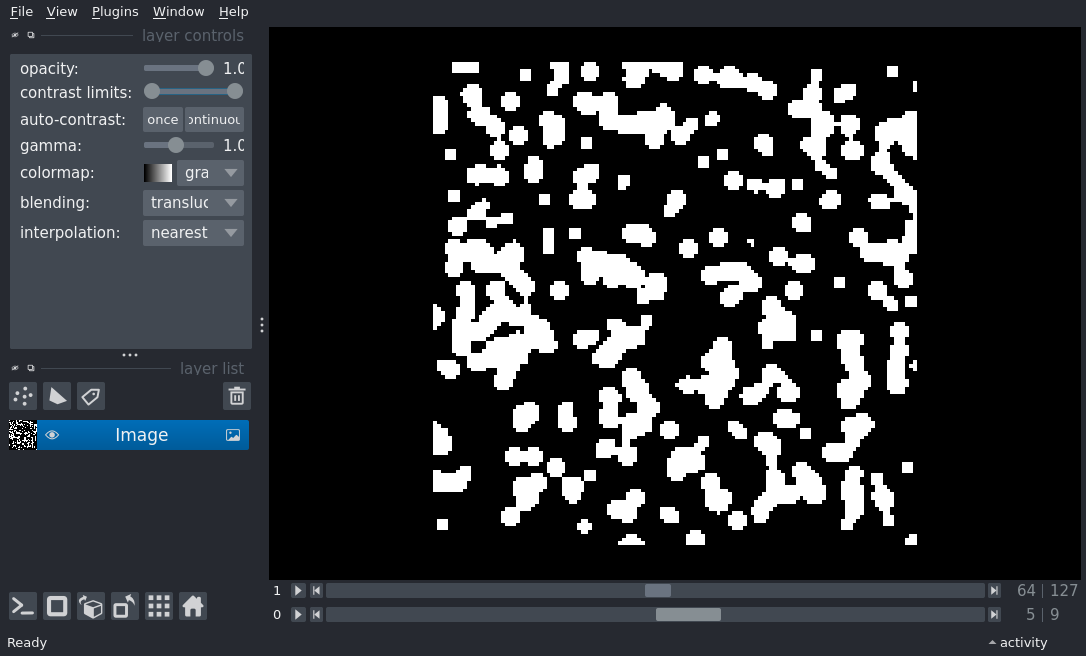 File View Plugins Window Help
layer controls
opacity: 1.0
contrast limits:
auto-contrast: once ontinuou
gamma: 1.0
colormap: gra
blending: transluc
interpolation: nearest
layer list
Image
1 64 127
0 5 9
Ready activity